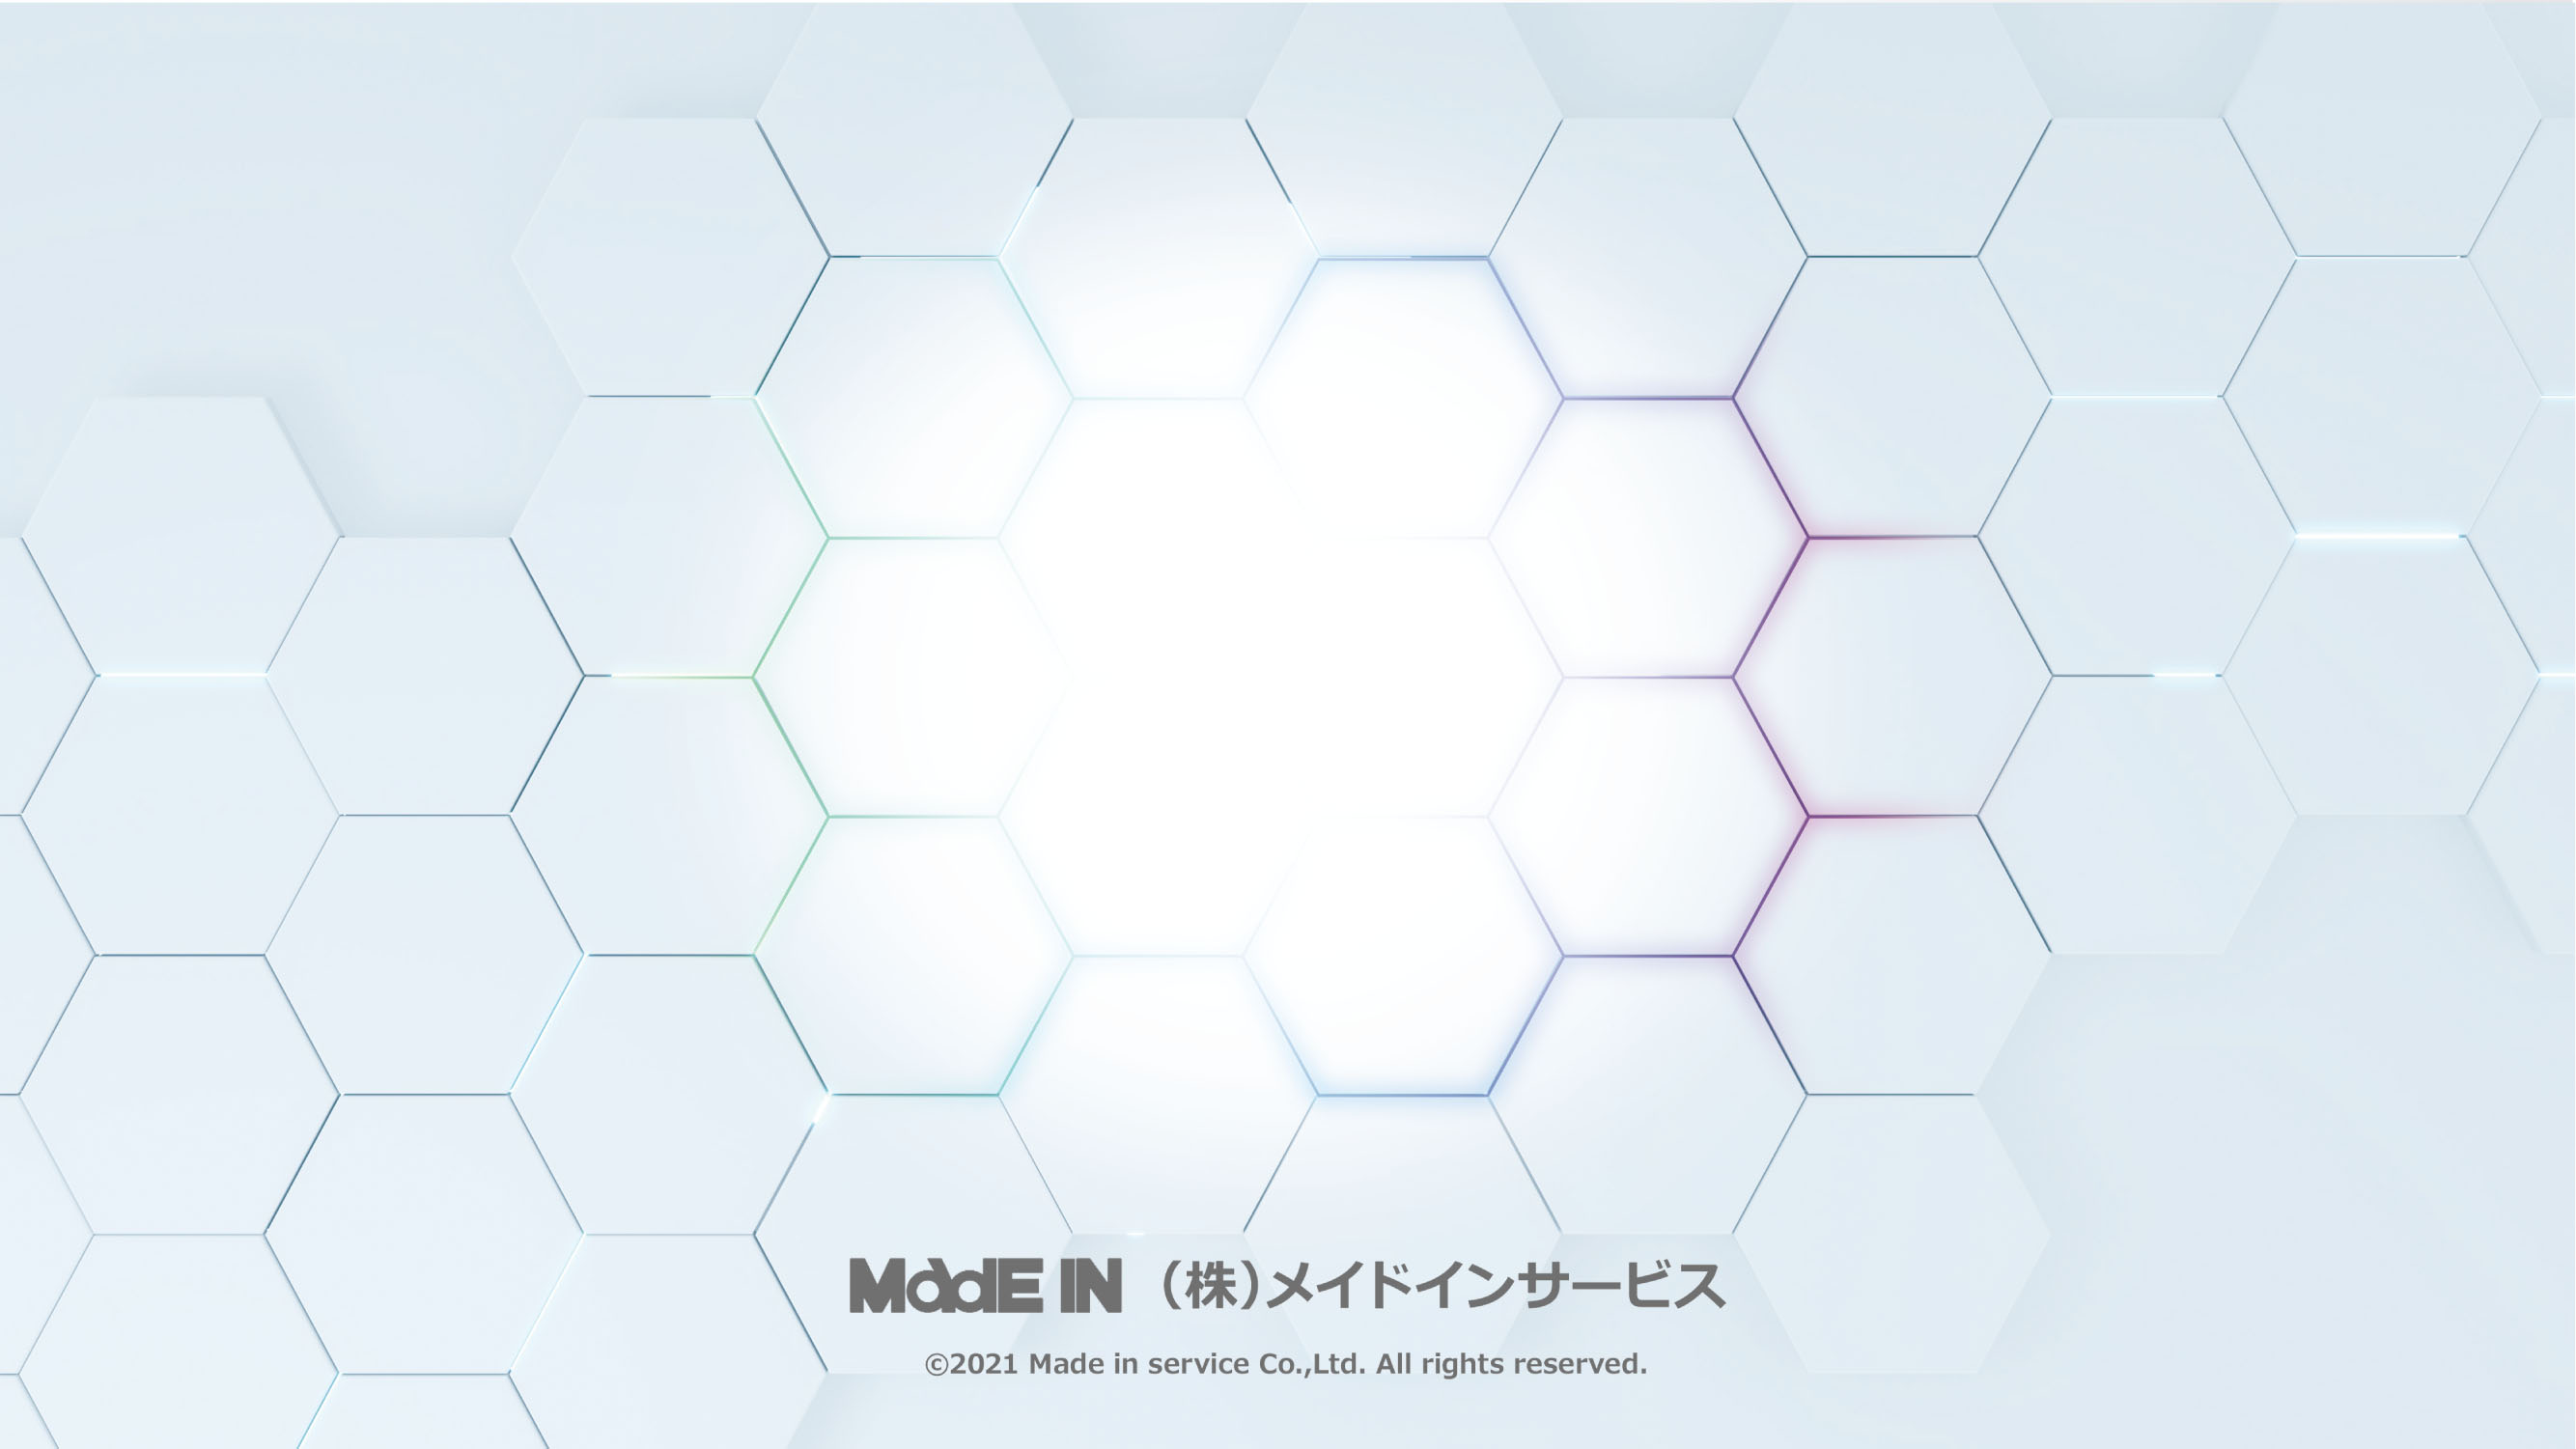 MADE IN （株）メイドインサービス
©2021 Made in service Co.,Ltd. All rights reserved.